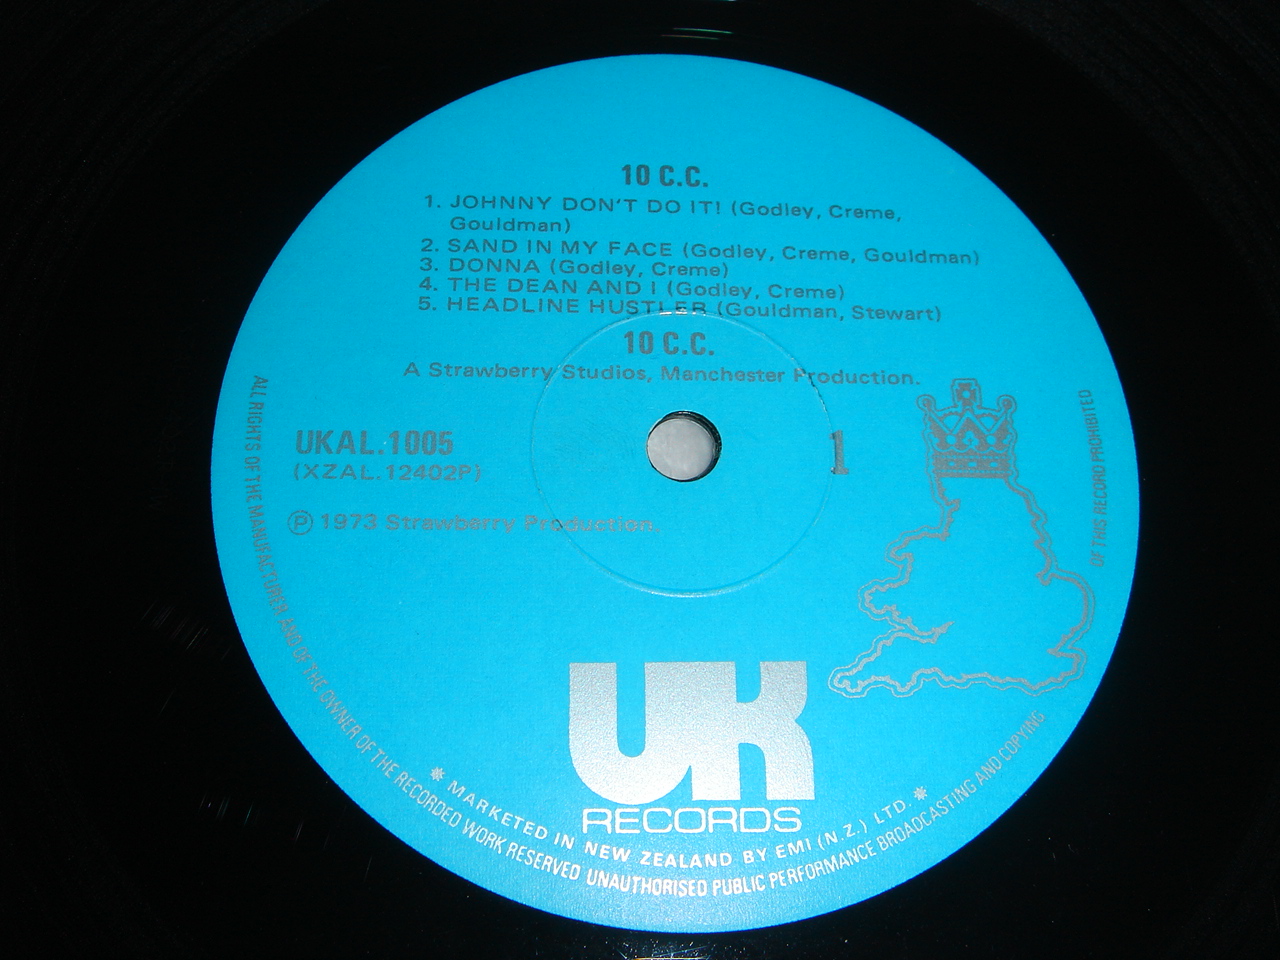 10 C.C.
1. JOHNNY DON'T DO IT! (Godley, Creme,
Gouldman)
2. SAND IN MY FACE (Godley, Creme, Gouldman)
3. DONNA (Godley, Creme)
4. THE DEAN AND I (Godley, Creme)
5. HEADLINE HUSTLER (Gouldman, Stewart)
10 C.C.
A Strawberry Studios, Manchester Production.
UKAL.1005
(XZAL.12402P)
1
Ⓟ 1973 Strawberry Production.
UK
RECORDS
* MARKETED IN NEW ZEALAND BY EMI (N.Z.) LTD. *
ALL RIGHTS OF THE MANUFACTURER AND OF THE OWNER OF THE RECORDED WORK RESERVED UNAUTHORISED PUBLIC PERFORMANCE BROADCASTING AND COPYING OF THIS RECORD PROHIBITED